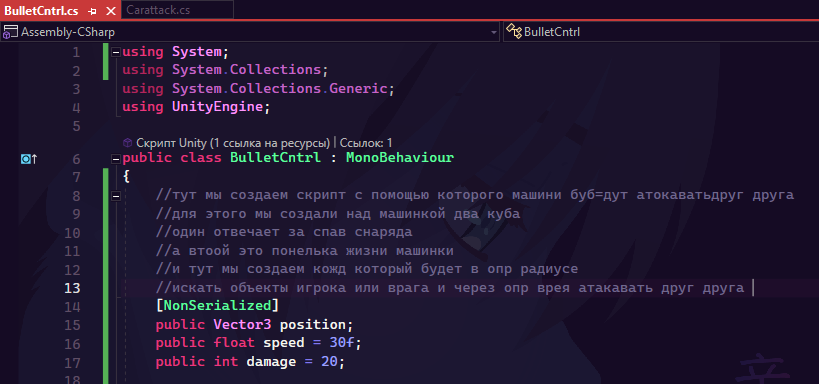 BulletCntrl.cs
Carattack.cs
Assembly-CSharp
BulletCntrl
1 using System;
2 using System.Collections;
3 using System.Collections.Generic;
4 using UnityEngine;
5
Скрипт Unity (1 ссылка на ресурсы) | Ссылок: 1
6 public class BulletCntrl : MonoBehaviour
7 {
8 //тут мы создаем скрипт с помощью которого машини буб=дут атокаватьдруг друга
9 //для этого мы создали над машинкой два куба
10 //один отвечает за спав снаряда
11 //а втоой это понелька жизни машинки
12 //и тут мы создаем кожд который будет в опр радиусе
13 //искать объекты игрока или врага и через опр врея атакавать друг друга
14 [NonSerialized]
15 public Vector3 position;
16 public float speed = 30f;
17 public int damage = 20;
18